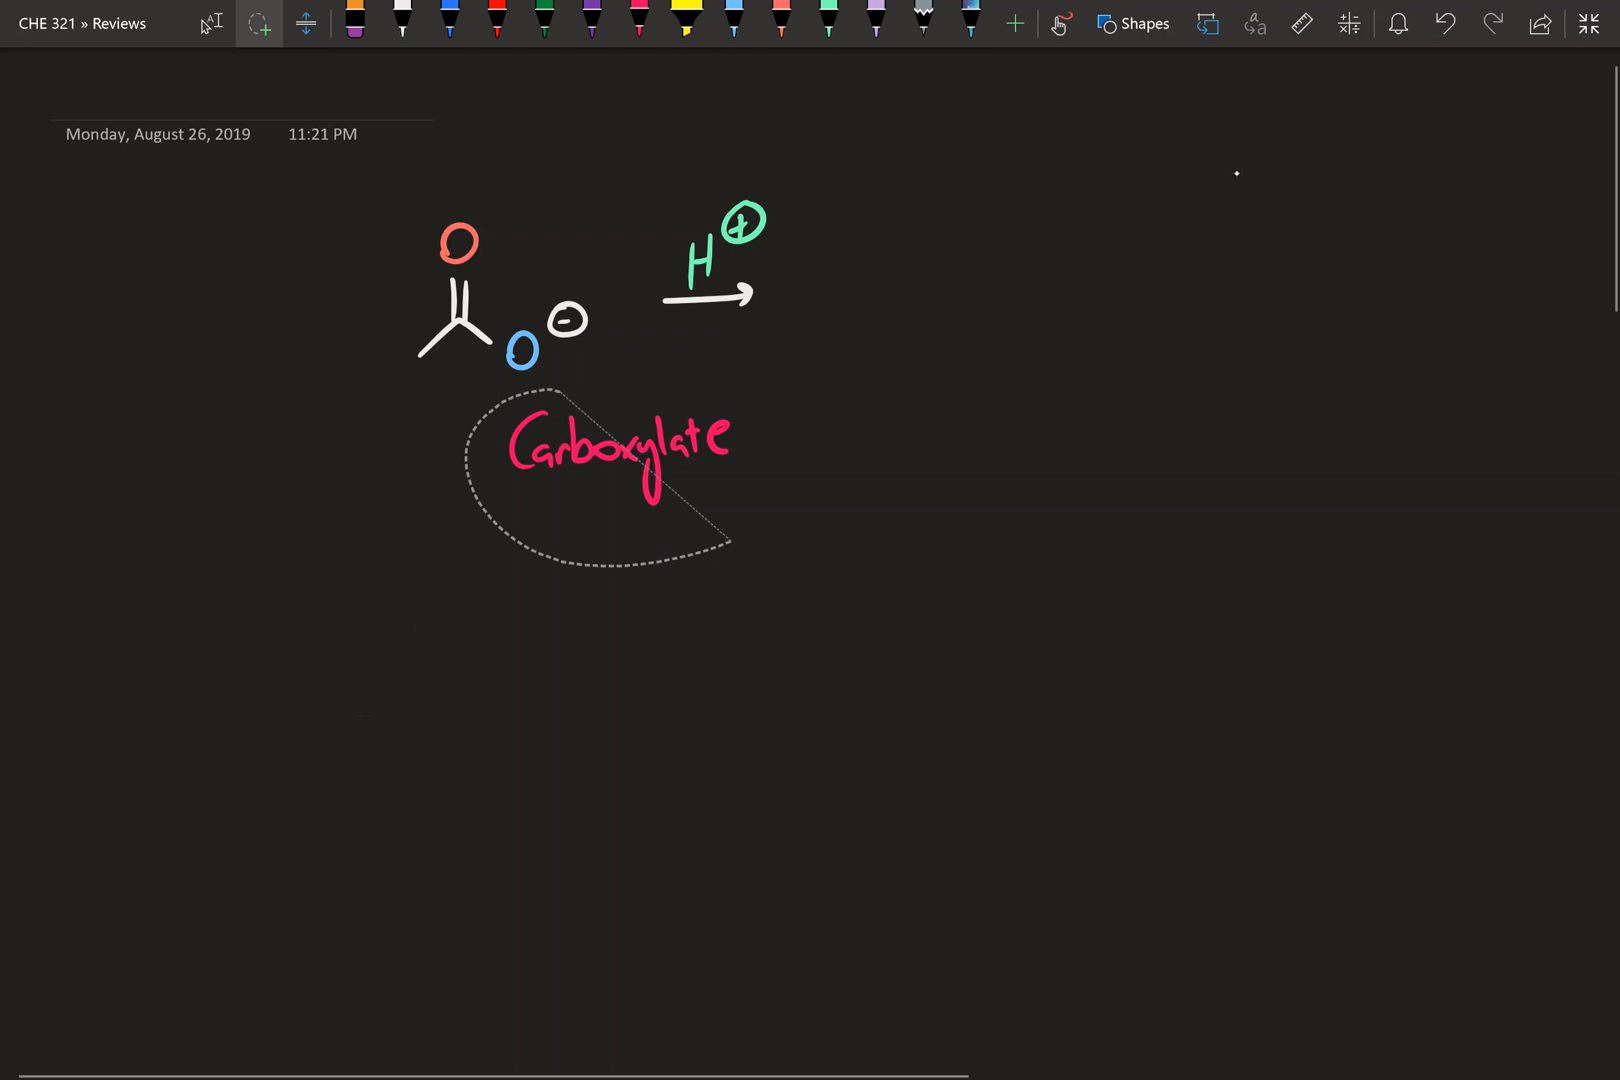 CHE 321 » Reviews
Shapes
Monday, August 26, 2019 11:21 PM
O
H +
O -
Carboxylate